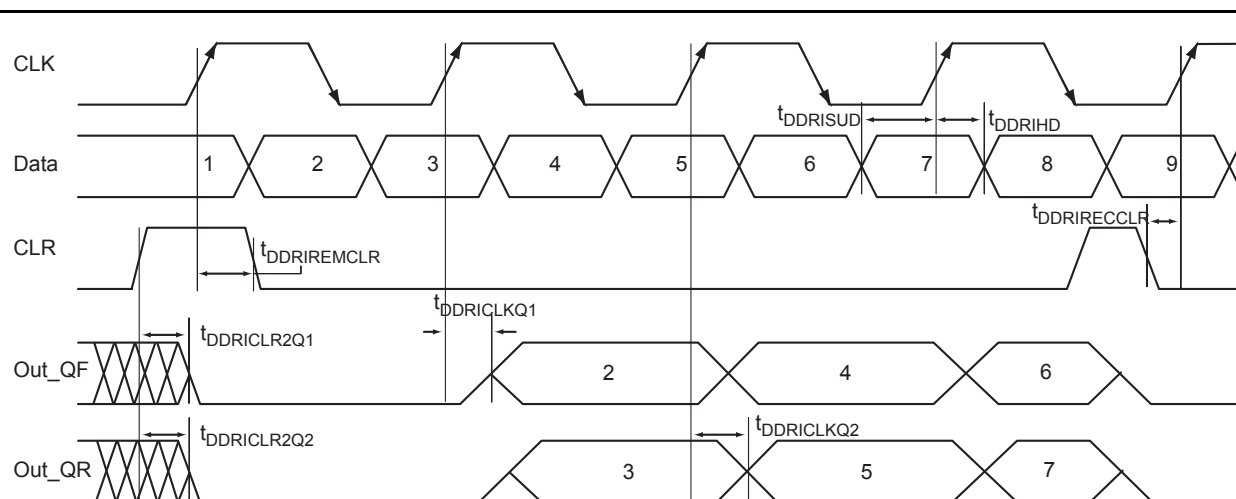 CLK
tDDRISUD
tDDRIHD
Data
1 2 3 4 5 6 7 8 9
tDDRIRECCLR
CLR
tDDRIREMCLR
tDDRICLKQ1
tDDRICLR2Q1
Out_QF
2 4 6
tDDRICLR2Q2
tDDRICLKQ2
Out_QR
3 5 7